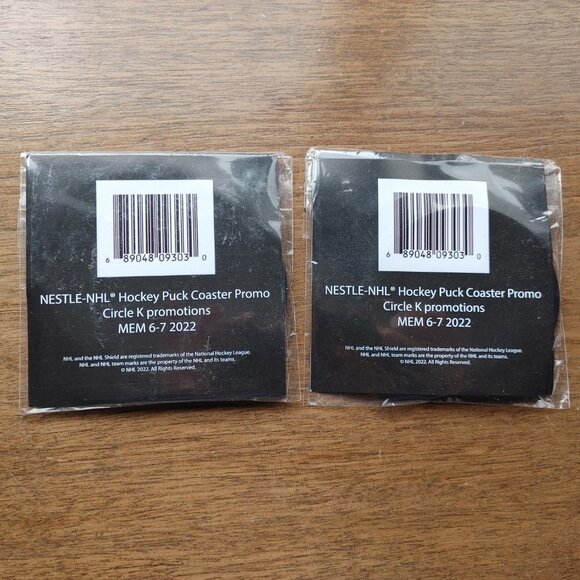 6 89048 09303 0
NESTLE-NHL® Hockey Puck Coaster Promo
Circle K promotions
MEM 6-7 2022
NHL and the NHL Shield are registered trademarks of the National Hockey League.
NHL and NHL team marks are the property of the NHL and its teams.
© NHL 2022. All Rights Reserved.
6 89048 09303 0
NESTLE-NHL® Hockey Puck Coaster Promo
Circle K promotions
MEM 6-7 2022
NHL and the NHL Shield are registered trademarks of the National Hockey League.
NHL and NHL team marks are the property of the NHL and its teams.
© NHL 2022. All Rights Reserved.